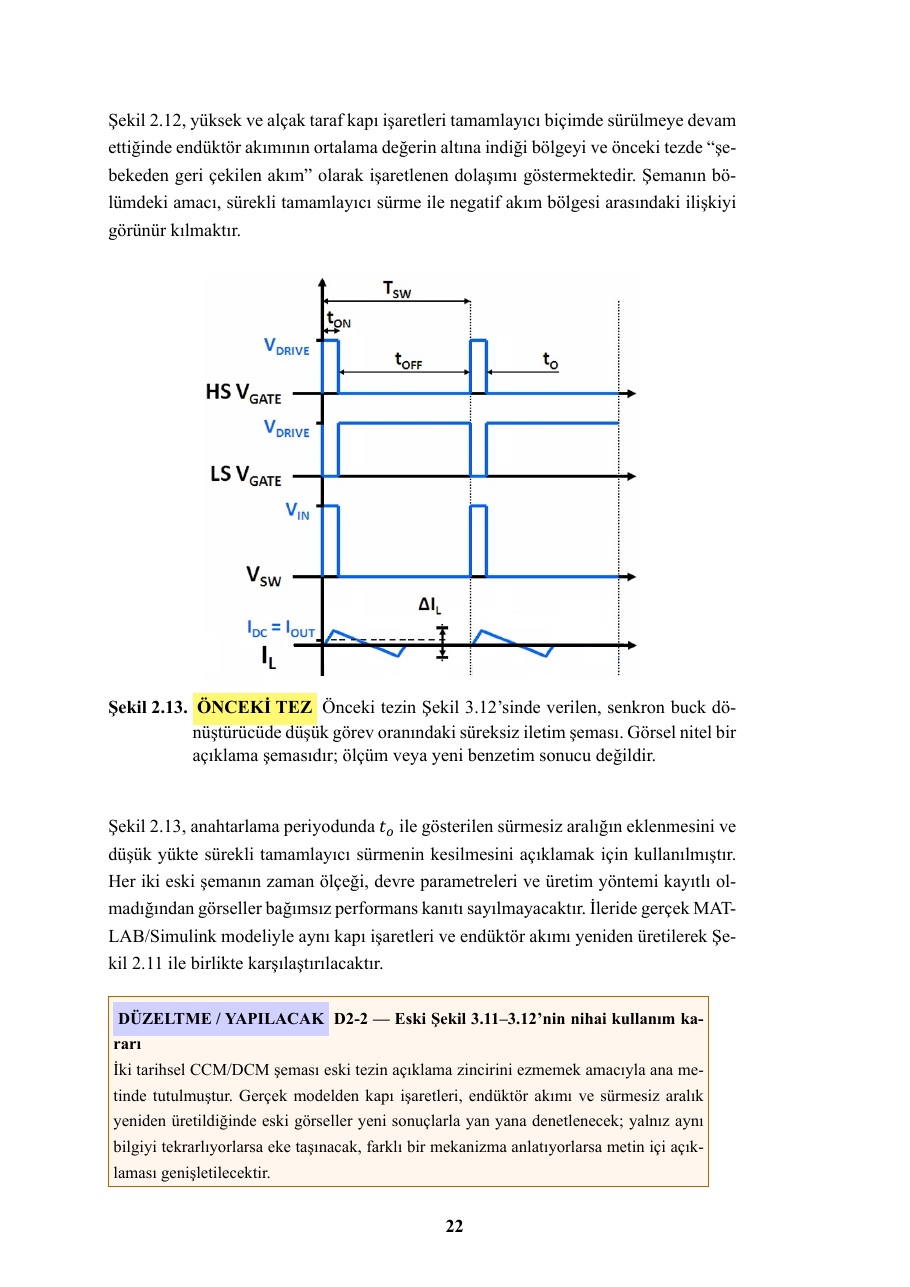 Şekil 2.12, yüksek ve alçak taraf kapı işaretleri tamamlayıcı biçimde sürülmeye devam
ettiğinde endüktör akımının ortalama değerin altına indiği bölgeyi ve önceki tezde “şe-
bekeden geri çekilen akım” olarak işaretlenen dolaşımı göstermektedir. Şemanın bö-
lümdeki amacı, sürekli tamamlayıcı sürme ile negatif akım bölgesi arasındaki ilişkiyi
görünür kılmaktır.
TSW
tON
VDRIVE
tOFF
tO
HS VGATE
VDRIVE
LS VGATE
VIN
VSW
ΔIL
IDC = IOUT
IL
Şekil 2.13. ÖNCEKİ TEZ Önceki tezin Şekil 3.12’sinde verilen, senkron buck dö-
nüştürücüde düşük görev oranındaki süreksiz iletim şeması. Görsel nitel bir
açıklama şemasıdır; ölçüm veya yeni benzetim sonucu değildir.
Şekil 2.13, anahtarlama periyodunda to ile gösterilen sürmesiz aralığın eklenmesini ve
düşük yükte sürekli tamamlayıcı sürmenin kesilmesini açıklamak için kullanılmıştır.
Her iki eski şemanın zaman ölçeği, devre parametreleri ve üretim yöntemi kayıtlı ol-
madığından görseller bağımsız performans kanıtı sayılmayacaktır. İleride gerçek MAT-
LAB/Simulink modeliyle aynı kapı işaretleri ve endüktör akımı yeniden üretilerek Şe-
kil 2.11 ile birlikte karşılaştırılacaktır.
DÜZELTME / YAPILACAK D2-2 — Eski Şekil 3.11–3.12’nin nihai kullanım ka-
rarı
İki tarihsel CCM/DCM şeması eski tezin açıklama zincirini ezmemek amacıyla ana me-
tinde tutulmuştur. Gerçek modelden kapı işaretleri, endüktör akımı ve sürmesiz aralık
yeniden üretildiğinde eski görseller yeni sonuçlarla yan yana denetlenecek; yalnız aynı
bilgiyi tekrarlıyorlarsa eke taşınacak, farklı bir mekanizma anlatıyorlarsa metin içi açık-
laması genişletilecektir.
22